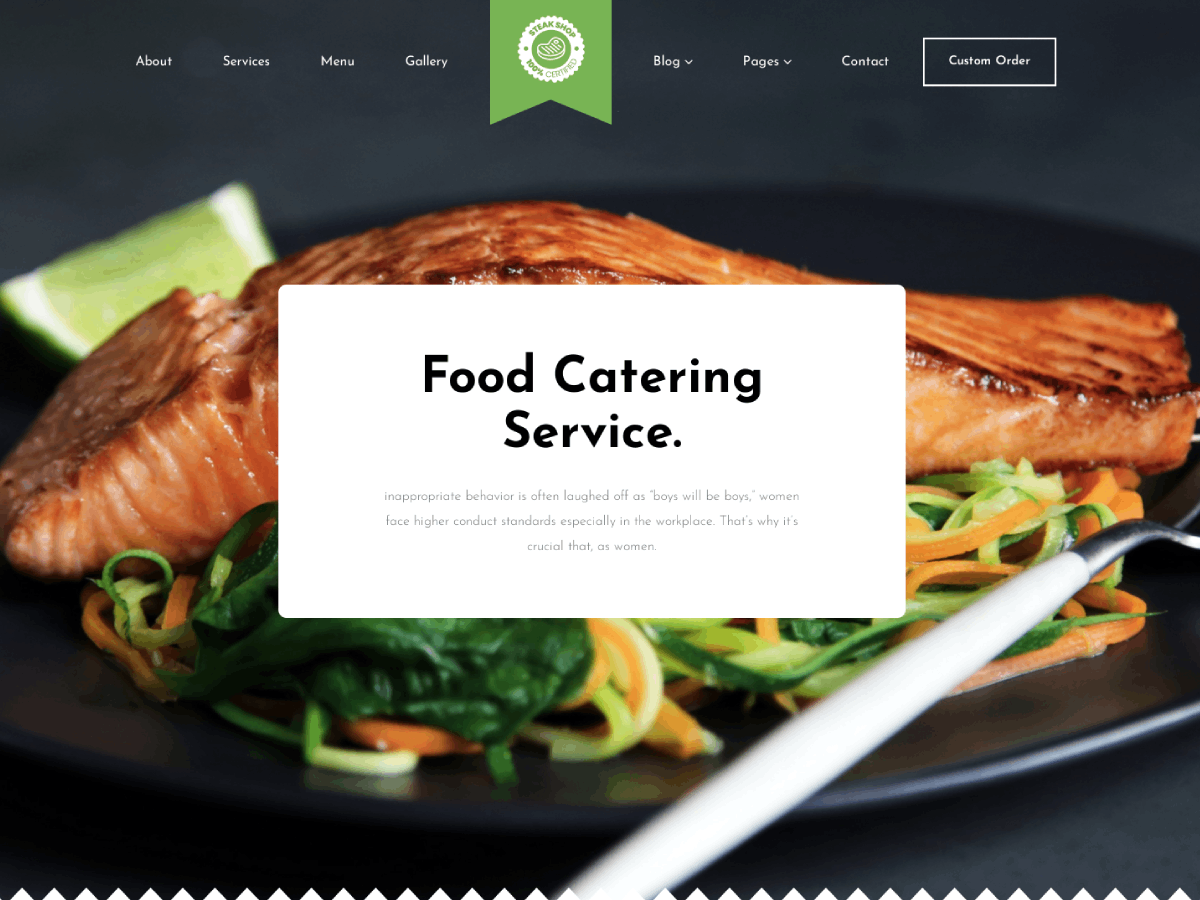 About
Services
Menu
Gallery
STEAK SHOP
100% CERTIFIED
Blog
Pages
Contact
Custom Order
Food Catering
Service.
inappropriate behavior is often laughed off as “boys will be boys,” women
face higher conduct standards especially in the workplace. That’s why it’s
crucial that, as women.